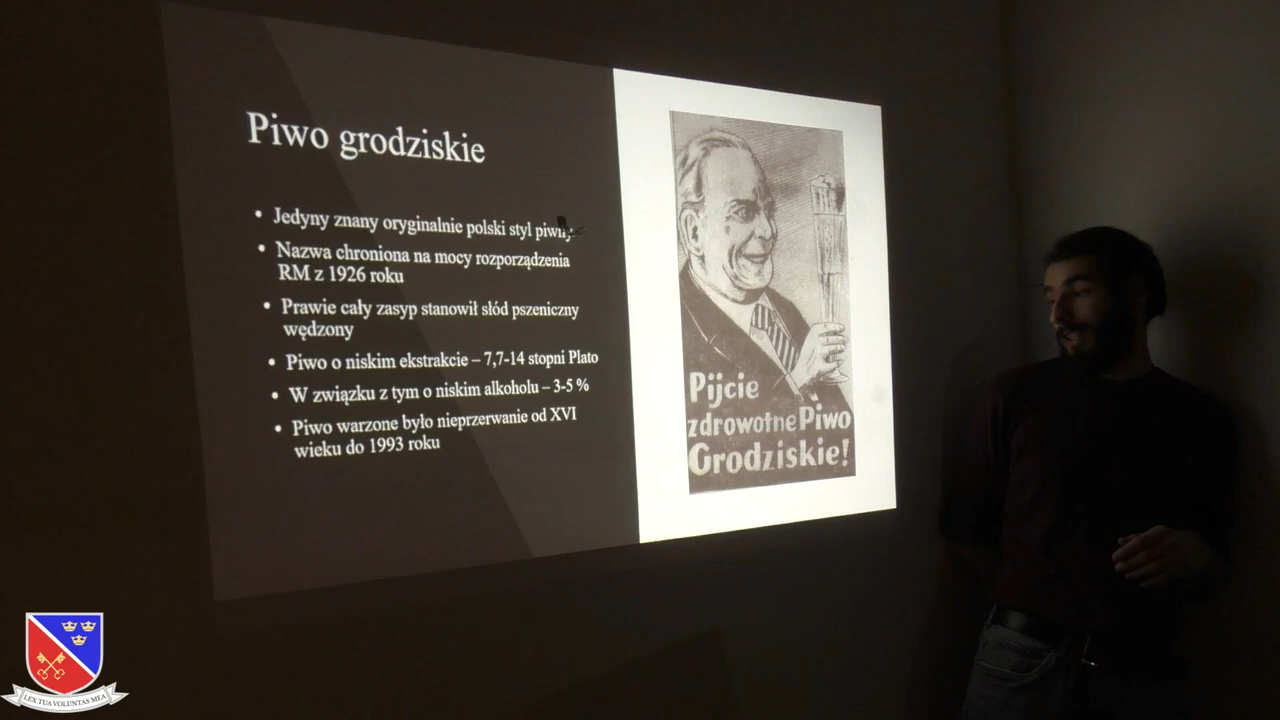 Piwo grodziskie
• Jedyny znany oryginalnie polski styl piwny
• Nazwa chroniona na mocy rozporządzenia
RM z 1926 roku
• Prawie cały zasyp stanowił słód pszeniczny
wędzony
• Piwo o niskim ekstrakcie – 7,7-14 stopni Plato
• W związku z tym o niskim alkoholu – 3-5 %
• Piwo warzone było nieprzerwanie od XVI
wieku do 1993 roku
Pijcie
zdrowotne Piwo
Grodziskie!
LEX TUA VOLUNTAS MEA